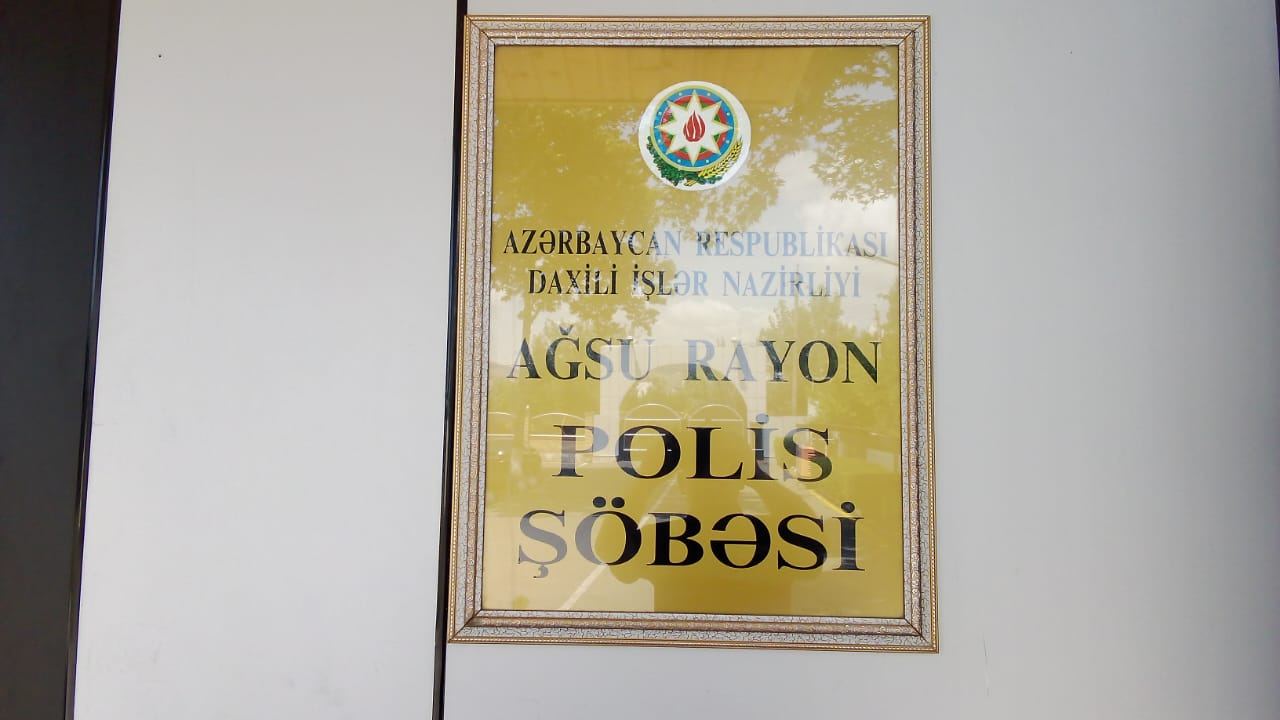 AZƏRBAYCAN RESPUBLİKASI
DAXİLİ İŞLƏR NAZİRLİYİ
AĞSU RAYON
POLİS
ŞÖBƏSİ